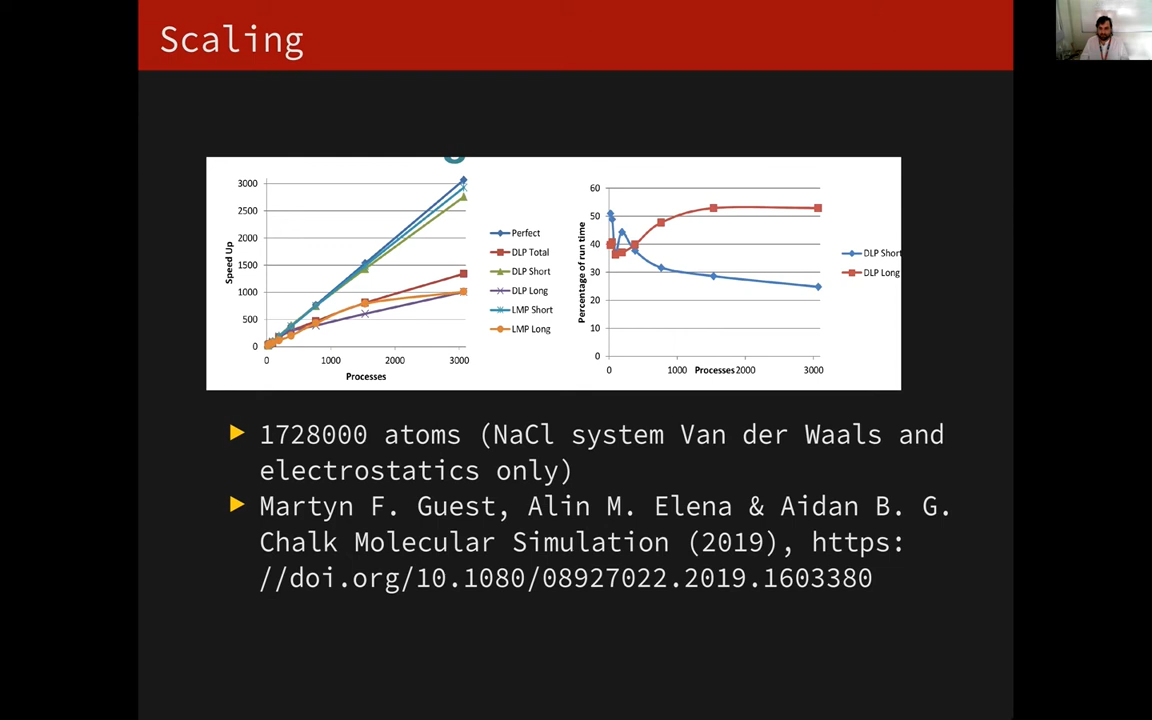 Scaling
3000
2500
2000
1500
1000
500
0
Speed Up
0 1000 2000 3000
Processes
Perfect
DLP Total
DLP Short
DLP Long
LMP Short
LMP Long
60
50
40
30
20
10
0
Percentage of run time
0 1000 Processes 2000 3000
DLP Short
DLP Long
1728000 atoms (NaCl system Van der Waals and
electrostatics only)
Martyn F. Guest, Alin M. Elena & Aidan B. G.
Chalk Molecular Simulation (2019), https:
//doi.org/10.1080/08927022.2019.1603380